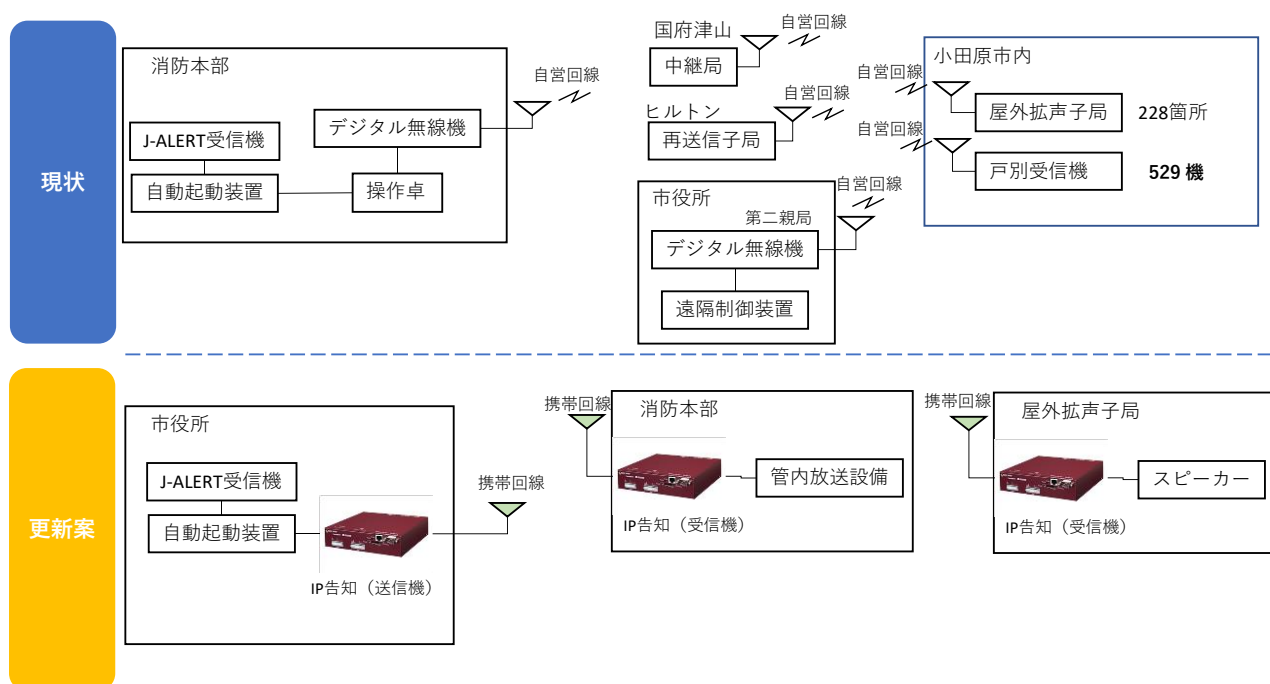 現状
消防本部
J-ALERT受信機
自動起動装置
デジタル無線機
操作卓
自営回線
国府津山
中継局
自営回線
ヒルトン
再送信子局
自営回線
市役所
第二親局
デジタル無線機
遠隔制御装置
自営回線
小田原市内
自営回線
屋外拡声子局 228箇所
自営回線
戸別受信機 529 機
更新案
市役所
J-ALERT受信機
自動起動装置
IP告知（送信機）
携帯回線
携帯回線
消防本部
管内放送設備
IP告知（受信機）
携帯回線
屋外拡声子局
スピーカー
IP告知（受信機）